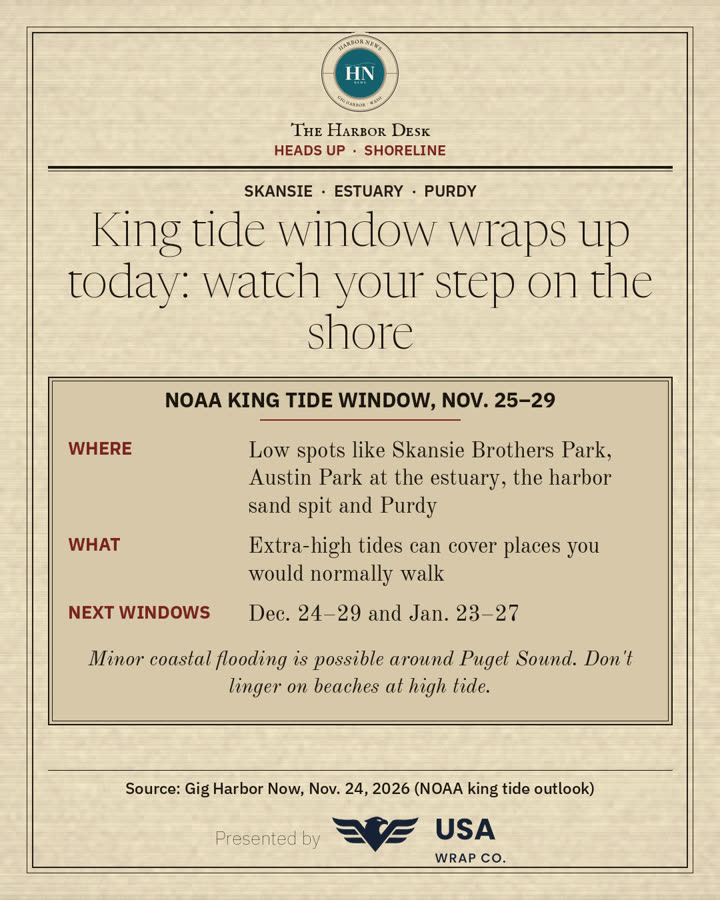 HARBOR NEWS
HN
NEWS
GIG HARBOR · WASH
The Harbor Desk
HEADS UP · SHORELINE
SKANSIE · ESTUARY · PURDY
King tide window wraps up
today: watch your step on the
shore
NOAA KING TIDE WINDOW, NOV. 25–29
WHERE
Low spots like Skansie Brothers Park,
Austin Park at the estuary, the harbor
sand spit and Purdy
WHAT
Extra-high tides can cover places you
would normally walk
NEXT WINDOWS
Dec. 24–29 and Jan. 23–27
Minor coastal flooding is possible around Puget Sound. Don't
linger on beaches at high tide.
Source: Gig Harbor Now, Nov. 24, 2026 (NOAA king tide outlook)
Presented by
USA
WRAP CO.